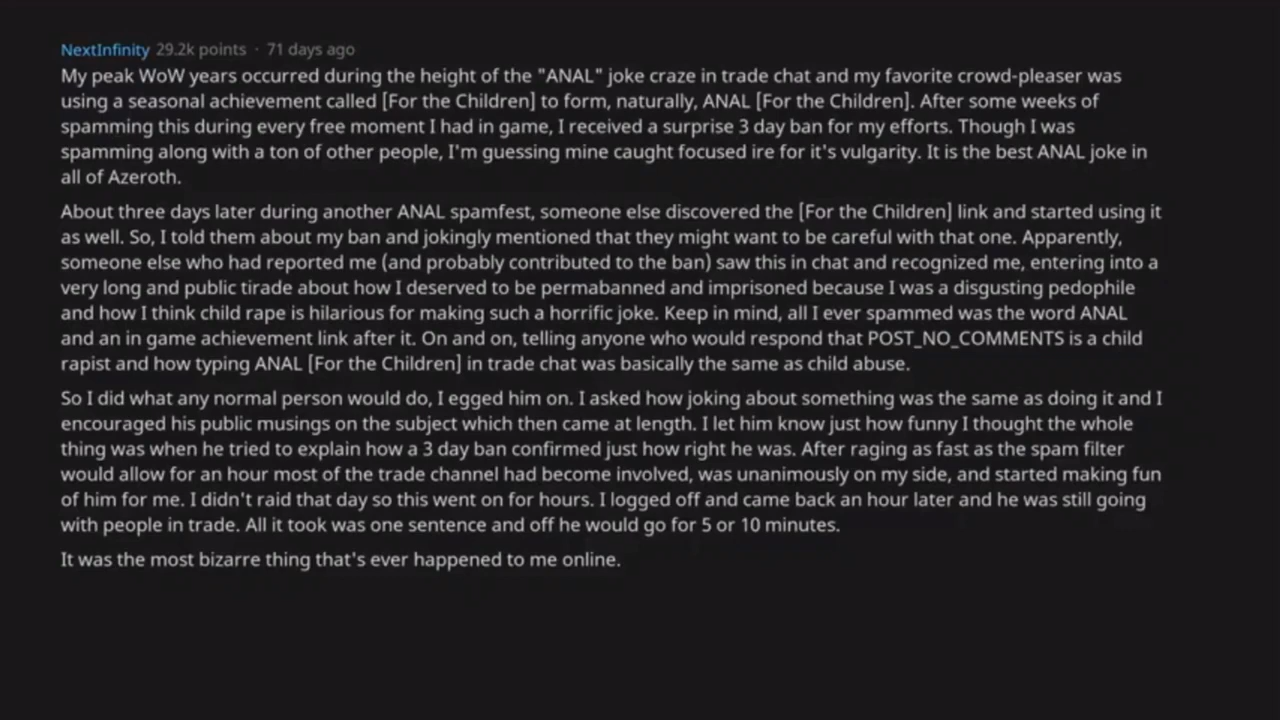 NextInfinity 29.2k points · 71 days ago
My peak WoW years occurred during the height of the "ANAL" joke craze in trade chat and my favorite crowd-pleaser was
using a seasonal achievement called [For the Children] to form, naturally, ANAL [For the Children]. After some weeks of
spamming this during every free moment I had in game, I received a surprise 3 day ban for my efforts. Though I was
spamming along with a ton of other people, I'm guessing mine caught focused ire for it's vulgarity. It is the best ANAL joke in
all of Azeroth.
About three days later during another ANAL spamfest, someone else discovered the [For the Children] link and started using it
as well. So, I told them about my ban and jokingly mentioned that they might want to be careful with that one. Apparently,
someone else who had reported me (and probably contributed to the ban) saw this in chat and recognized me, entering into a
very long and public tirade about how I deserved to be permabanned and imprisoned because I was a disgusting pedophile
and how I think child rape is hilarious for making such a horrific joke. Keep in mind, all I ever spammed was the word ANAL
and an in game achievement link after it. On and on, telling anyone who would respond that POST_NO_COMMENTS is a child
rapist and how typing ANAL [For the Children] in trade chat was basically the same as child abuse.
So I did what any normal person would do, I egged him on. I asked how joking about something was the same as doing it and I
encouraged his public musings on the subject which then came at length. I let him know just how funny I thought the whole
thing was when he tried to explain how a 3 day ban confirmed just how right he was. After raging as fast as the spam filter
would allow for an hour most of the trade channel had become involved, was unanimously on my side, and started making fun
of him for me. I didn't raid that day so this went on for hours. I logged off and came back an hour later and he was still going
with people in trade. All it took was one sentence and off he would go for 5 or 10 minutes.
It was the most bizarre thing that's ever happened to me online.